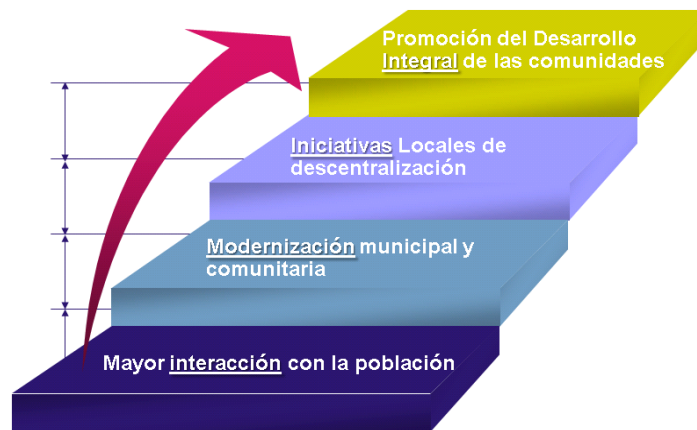 Promoción del Desarrollo
Integral de las comunidades
Iniciativas Locales de
descentralización
Modernización municipal y
comunitaria
Mayor interacción con la población